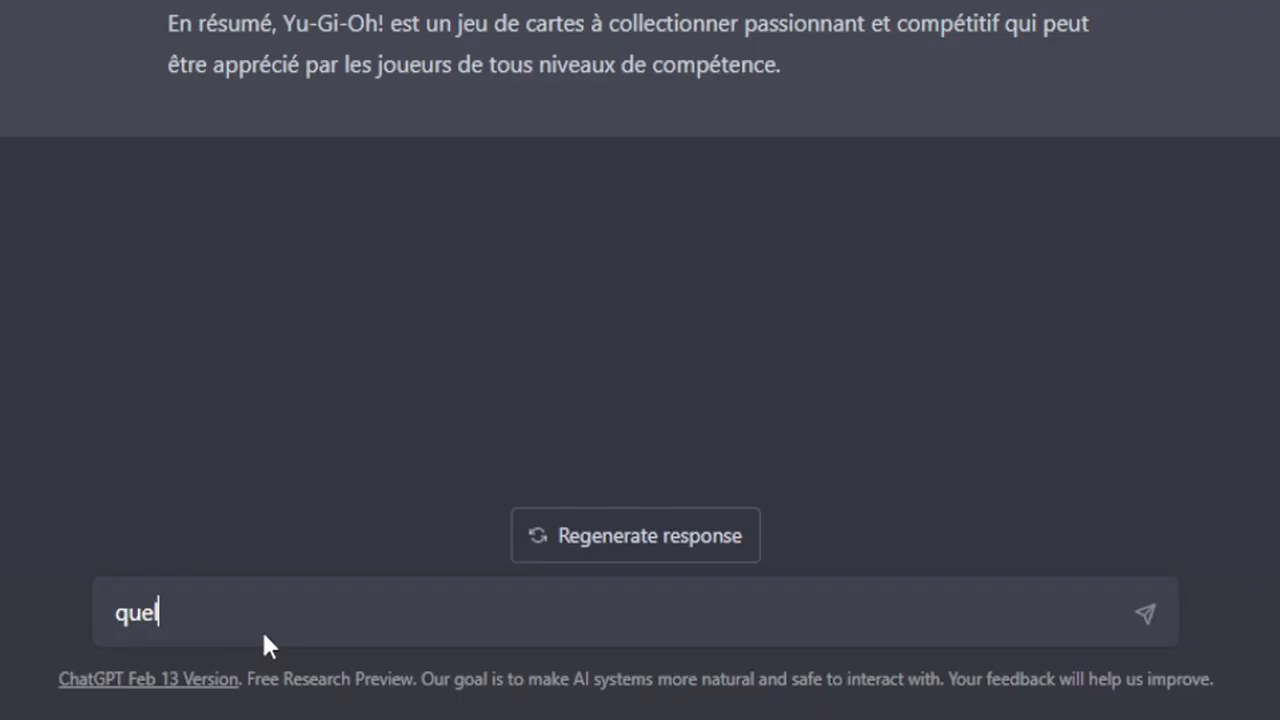 En résumé, Yu-Gi-Oh! est un jeu de cartes à collectionner passionnant et compétitif qui peut
être apprécié par les joueurs de tous niveaux de compétence.
Regenerate response
quel
ChatGPT Feb 13 Version. Free Research Preview. Our goal is to make AI systems more natural and safe to interact with. Your feedback will help us improve.